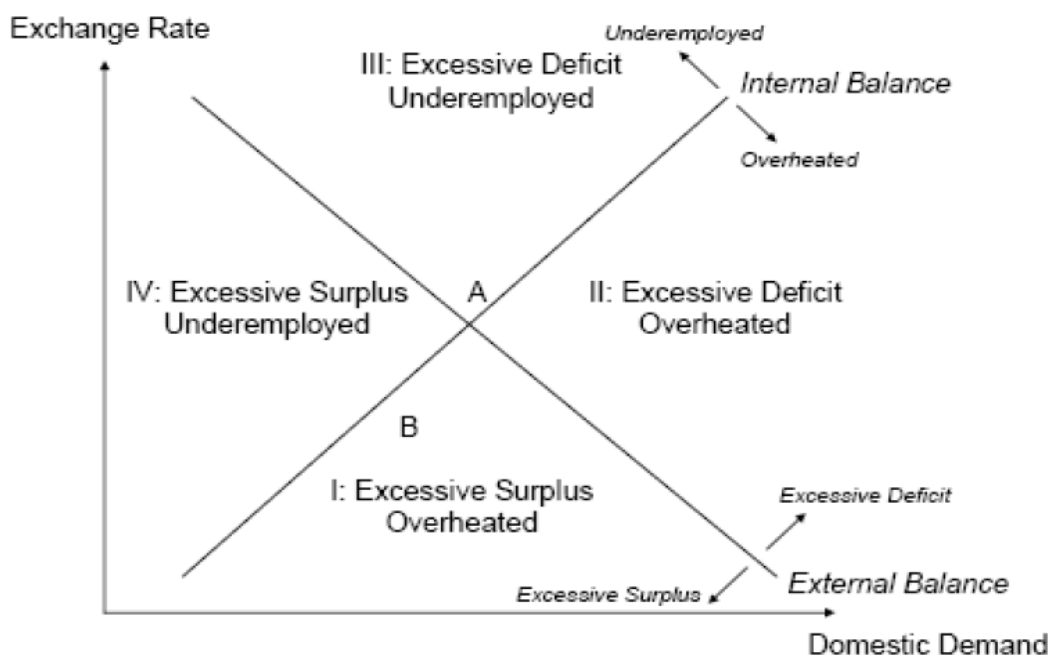 Exchange Rate
Underemployed
III: Excessive Deficit
Underemployed
Internal Balance
Overheated
IV: Excessive Surplus
Underemployed
A
II: Excessive Deficit
Overheated
B
I: Excessive Surplus
Overheated
Excessive Deficit
Excessive Surplus
External Balance
Domestic Demand